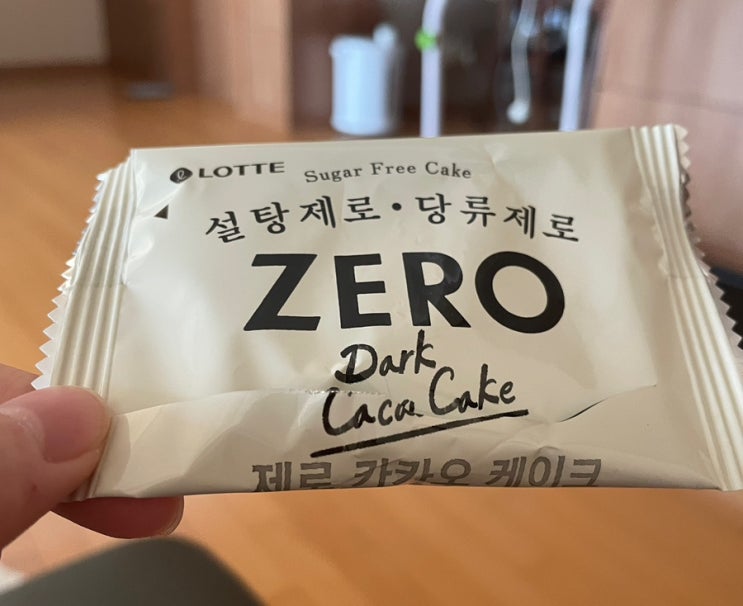 LOTTE Sugar Free Cake
설탕제로•당류제로
ZERO
Dark
Cacao Cake
제로 카카오 케이크